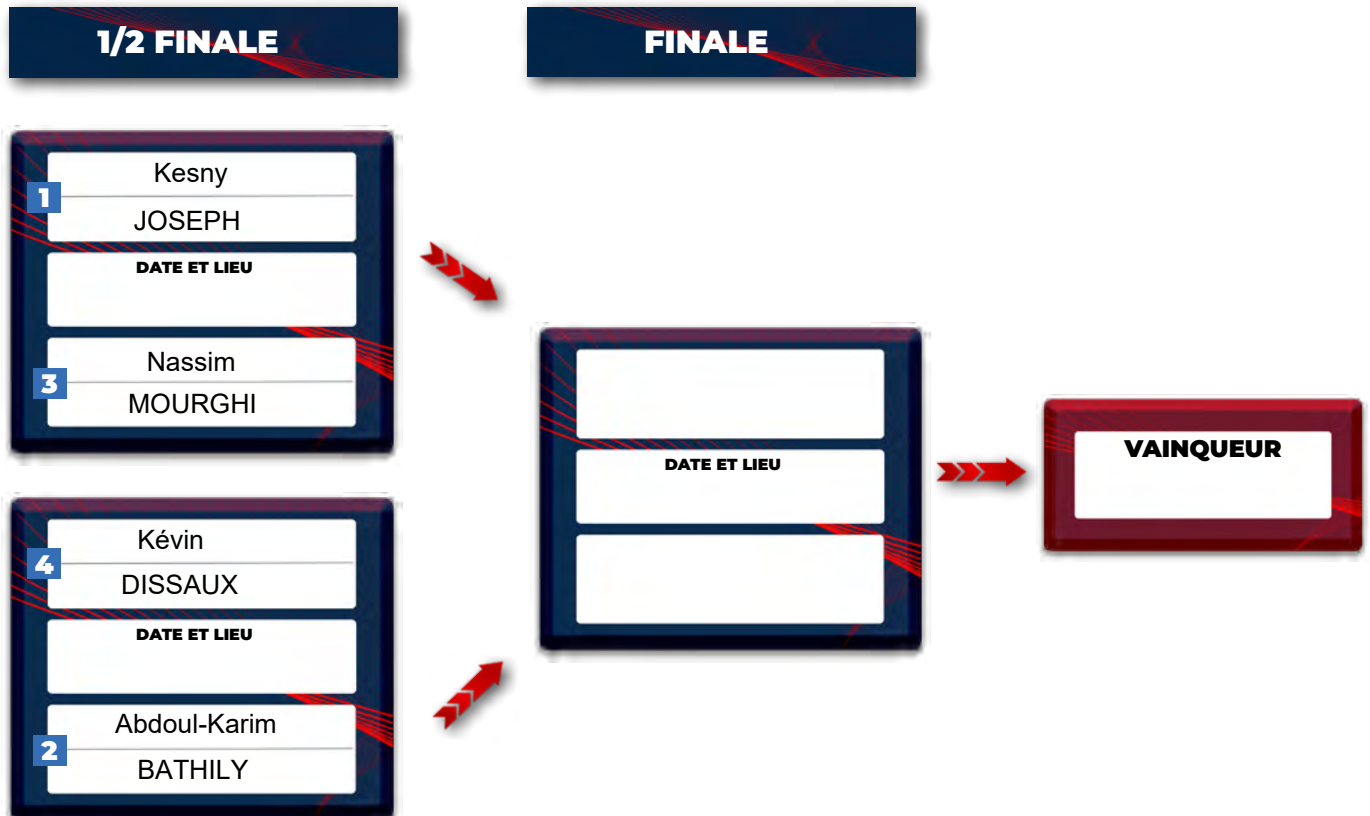 1/2 FINALE
FINALE
1
Kesny
JOSEPH
DATE ET LIEU
3
Nassim
MOURGHI
4
Kévin
DISSAUX
DATE ET LIEU
2
Abdoul-Karim
BATHILY
DATE ET LIEU
VAINQUEUR